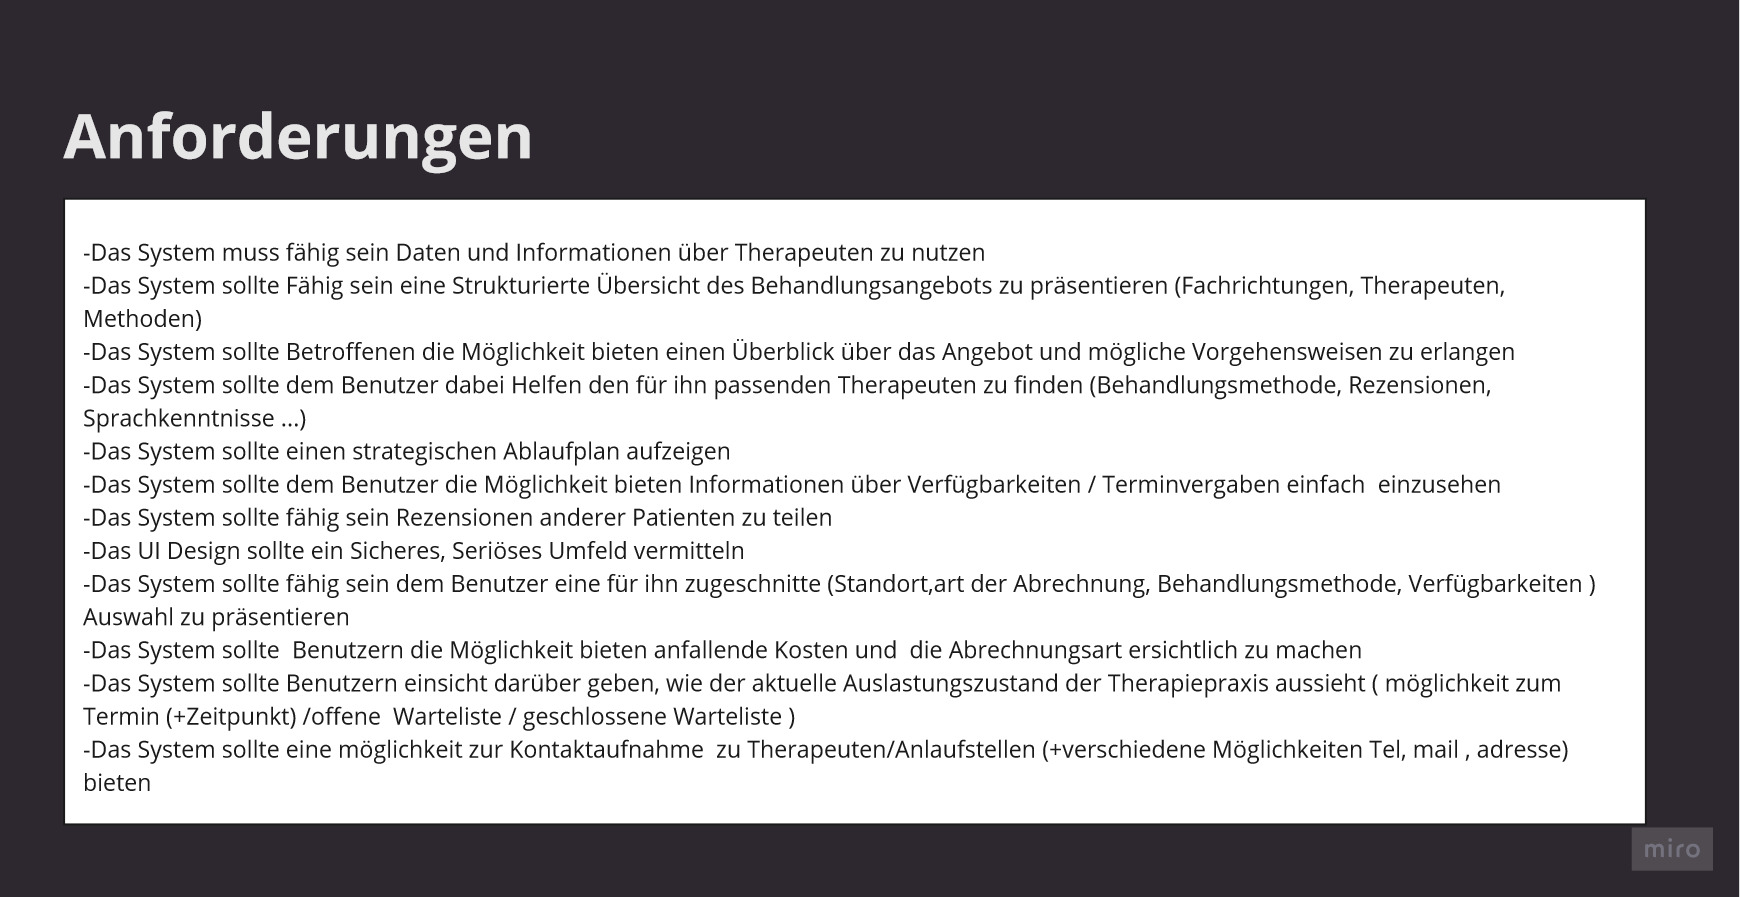 Anforderungen
-Das System muss fähig sein Daten und Informationen über Therapeuten zu nutzen
-Das System sollte Fähig sein eine Strukturierte Übersicht des Behandlungsangebots zu präsentieren (Fachrichtungen, Therapeuten,
Methoden)
-Das System sollte Betroffenen die Möglichkeit bieten einen Überblick über das Angebot und mögliche Vorgehensweisen zu erlangen
-Das System sollte dem Benutzer dabei Helfen den für ihn passenden Therapeuten zu finden (Behandlungsmethode, Rezensionen,
Sprachkenntnisse ...)
-Das System sollte einen strategischen Ablaufplan aufzeigen
-Das System sollte dem Benutzer die Möglichkeit bieten Informationen über Verfügbarkeiten / Terminvergaben einfach  einzusehen
-Das System sollte fähig sein Rezensionen anderer Patienten zu teilen
-Das UI Design sollte ein Sicheres, Seriöses Umfeld vermitteln
-Das System sollte fähig sein dem Benutzer eine für ihn zugeschnitte (Standort,art der Abrechnung, Behandlungsmethode, Verfügbarkeiten )
Auswahl zu präsentieren
-Das System sollte  Benutzern die Möglichkeit bieten anfallende Kosten und  die Abrechnungsart ersichtlich zu machen
-Das System sollte Benutzern einsicht darüber geben, wie der aktuelle Auslastungszustand der Therapiepraxis aussieht ( möglichkeit zum
Termin (+Zeitpunkt) /offene  Warteliste / geschlossene Warteliste )
-Das System sollte eine möglichkeit zur Kontaktaufnahme  zu Therapeuten/Anlaufstellen (+verschiedene Möglichkeiten Tel, mail , adresse)
bieten
miro